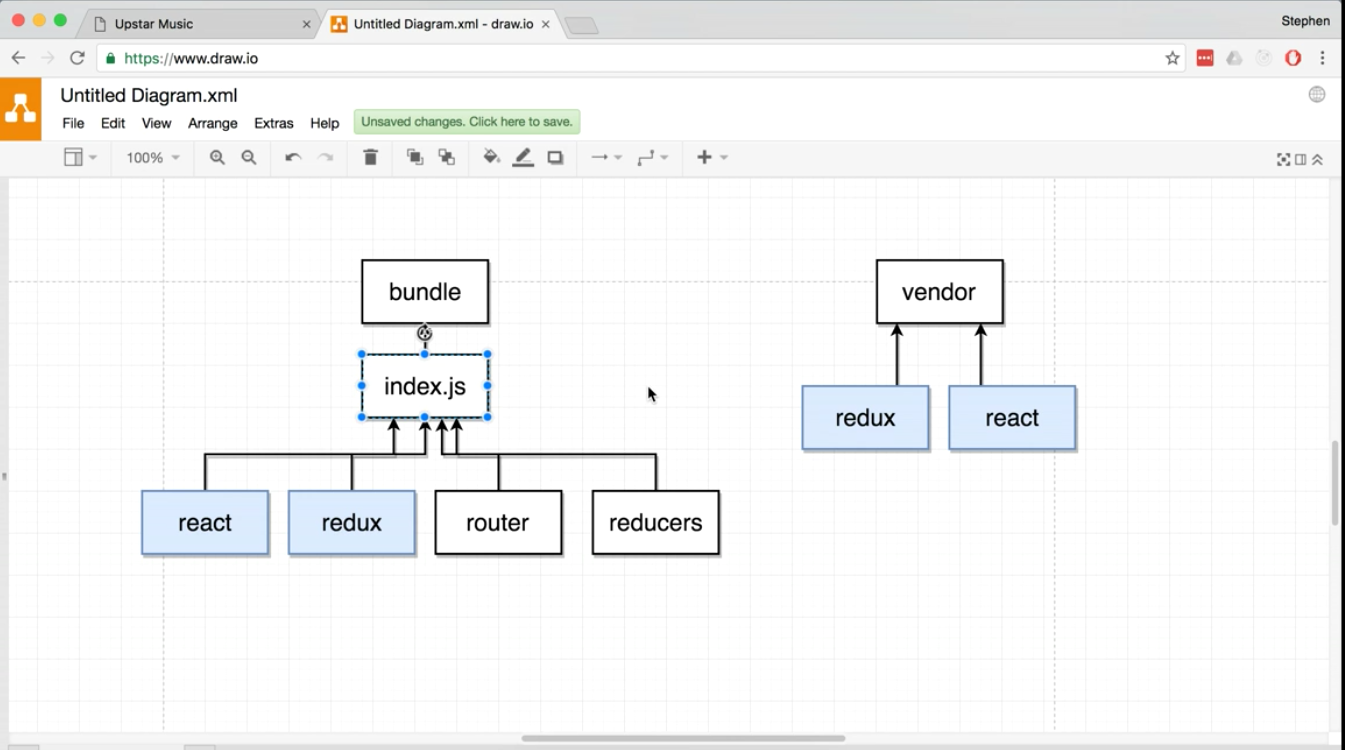 Upstar Music
Untitled Diagram.xml - draw.io
Stephen
https://www.draw.io
Untitled Diagram.xml
File Edit View Arrange Extras Help
Unsaved changes. Click here to save.
100%
bundle
vendor
index.js
redux
react
react
redux
router
reducers